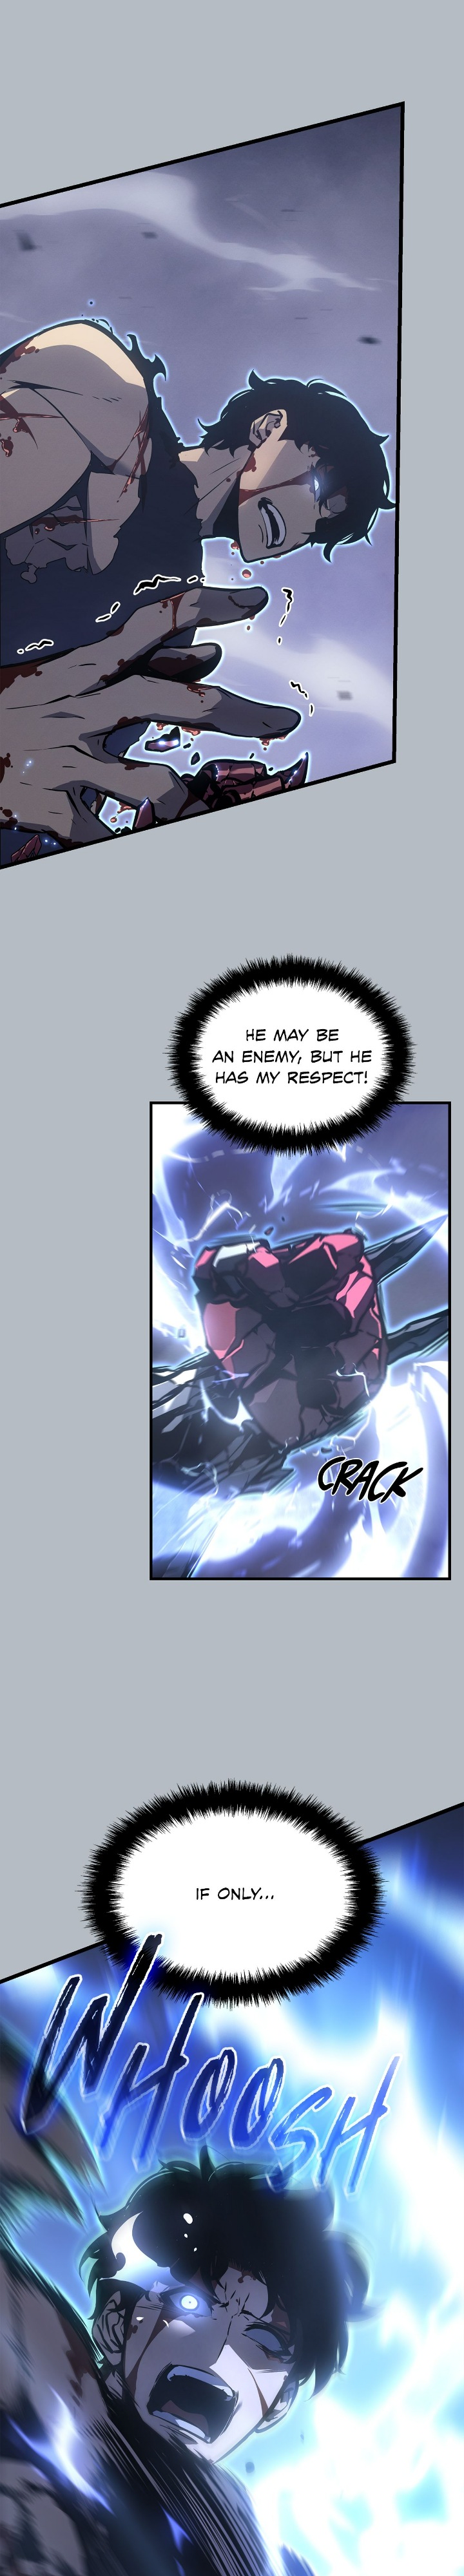 HE MAY BE
AN ENEMY, BUT HE
HAS MY RESPECT!
CRACK
IF ONLY...
WHOOSH